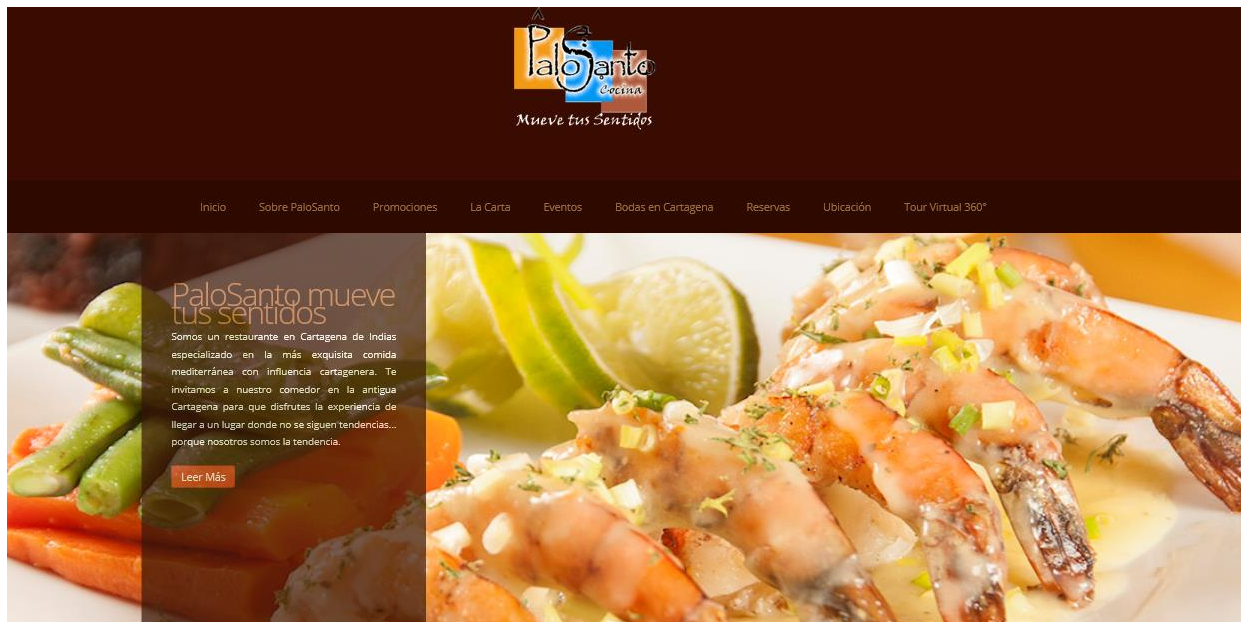 PaloSanto
Cocina
Mueve tus Sentidos
Inicio Sobre PaloSanto Promociones La Carta Eventos Bodas en Cartagena Reservas Ubicación Tour Virtual 360°
PaloSanto mueve
tus sentidos
Somos un restaurante en Cartagena de Indias
especializado en la más exquisita comida
mediterránea con influencia cartagenera. Te
invitamos a nuestro comedor en la antigua
Cartagena para que disfrutes la experiencia de
llegar a un lugar donde no se siguen tendencias...
porque nosotros somos la tendencia.
Leer Más